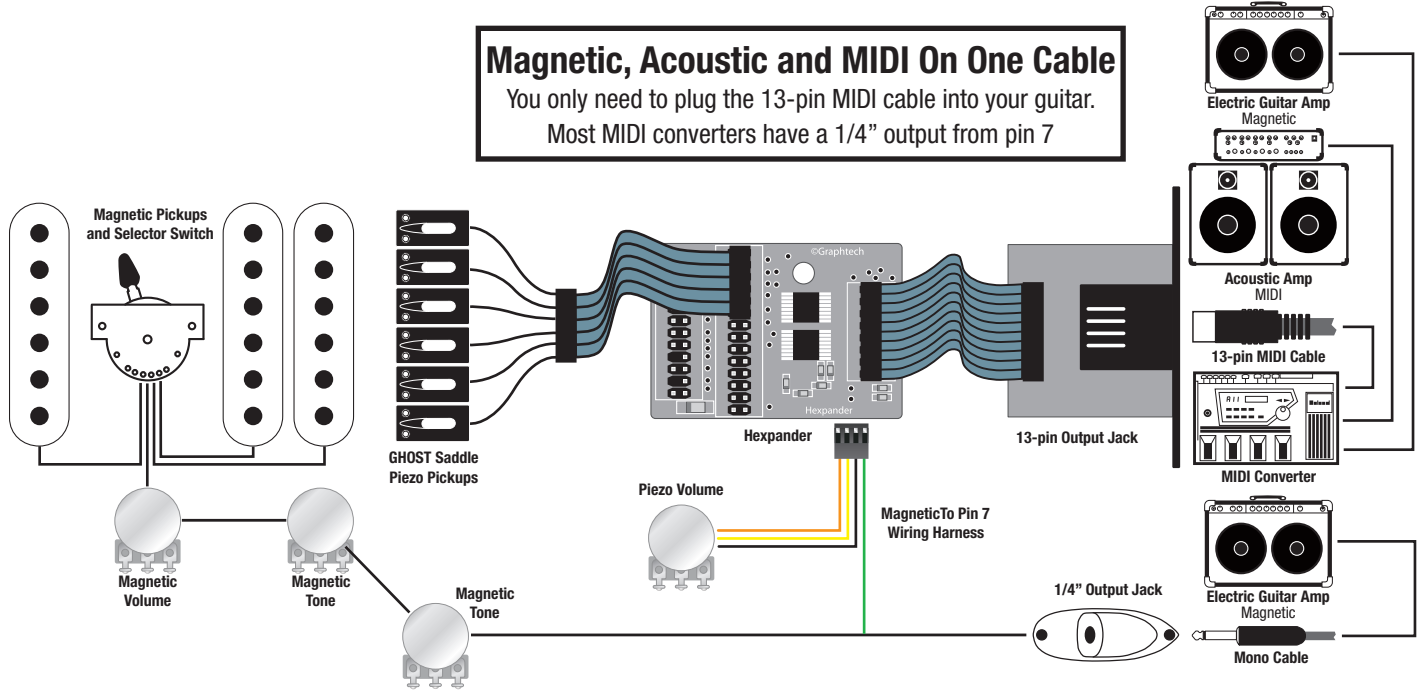 Magnetic, Acoustic and MIDI On One Cable
You only need to plug the 13-pin MIDI cable into your guitar.
Most MIDI converters have a 1/4” output from pin 7
Electric Guitar Amp
Magnetic
Magnetic Pickups
and Selector Switch
©Graphtech
Acoustic Amp
MIDI
13-pin MIDI Cable
Hexpander
Hexpander
13-pin Output Jack
GHOST Saddle
Piezo Pickups
A11
Roland
MIDI Converter
Piezo Volume
MagneticTo Pin 7
Wiring Harness
Magnetic
Volume
Magnetic
Tone
Magnetic
Tone
1/4” Output Jack
Electric Guitar Amp
Magnetic
Mono Cable